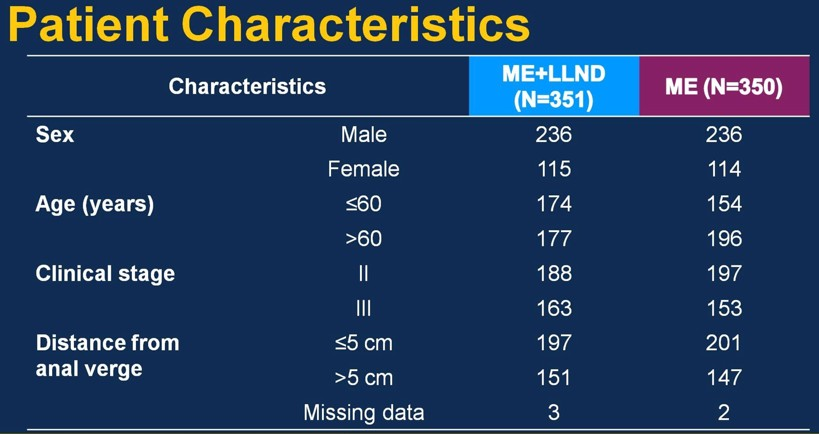 Patient Characteristics
Characteristics ME+LLND (N=351) ME (N=350)
Sex Male 236 236
Female 115 114
Age (years) ≤60 174 154
>60 177 196
Clinical stage II 188 197
III 163 153
Distance from anal verge ≤5 cm 197 201
>5 cm 151 147
Missing data 3 2